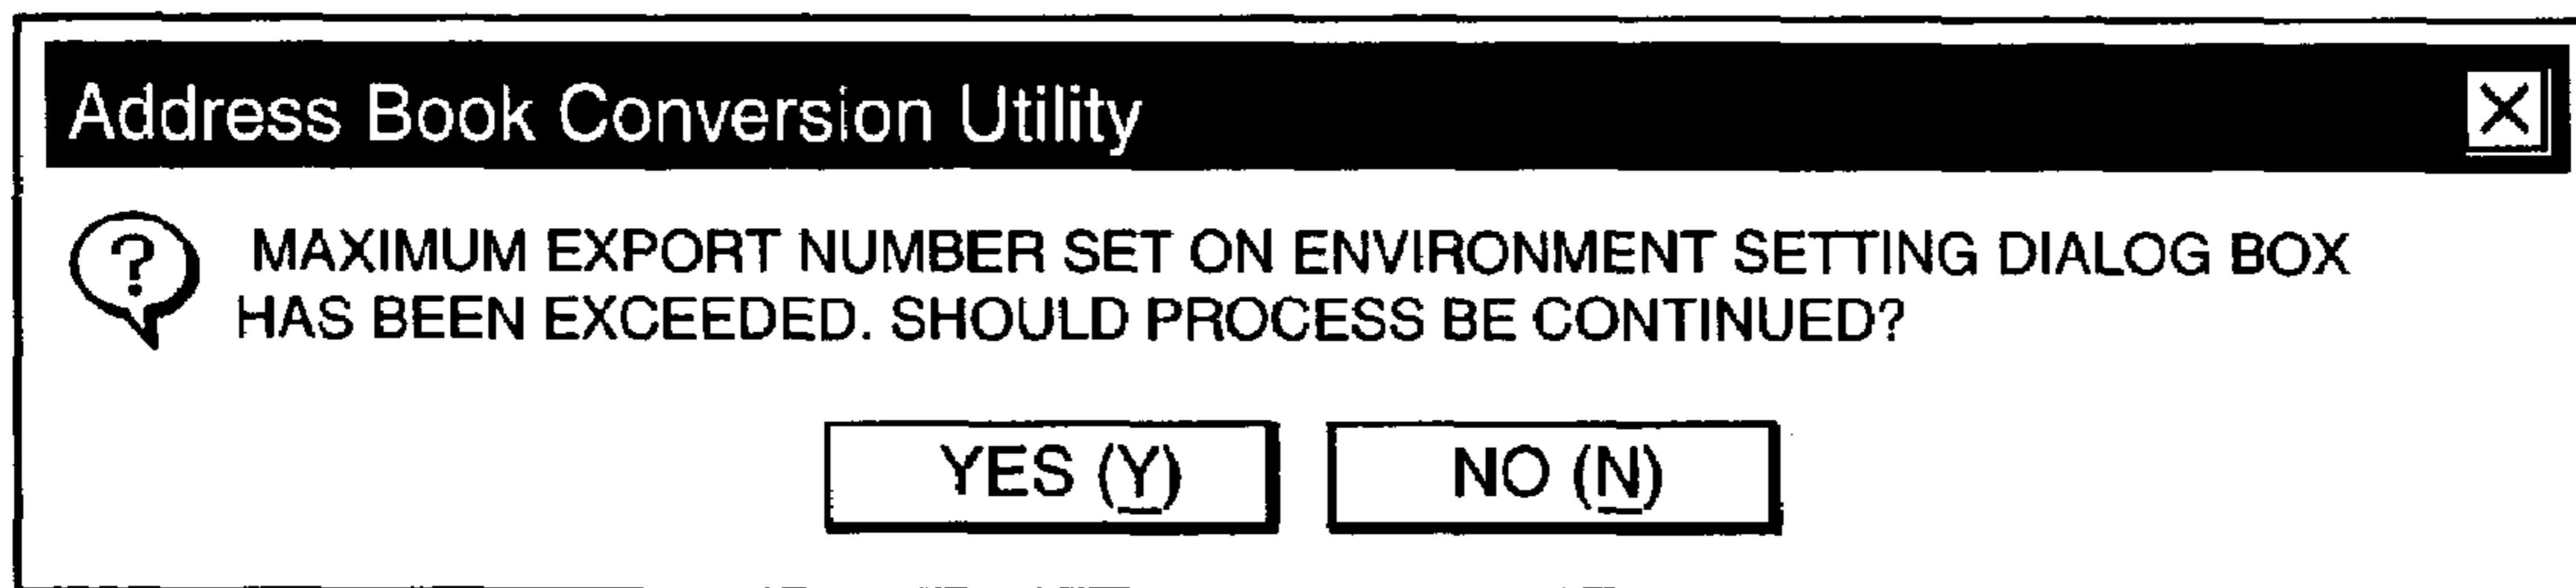 Address Book Conversion Utility
MAXIMUM EXPORT NUMBER SET ON ENVIRONMENT SETTING DIALOG BOX
HAS BEEN EXCEEDED. SHOULD PROCESS BE CONTINUED?
YES (Y) NO (N)